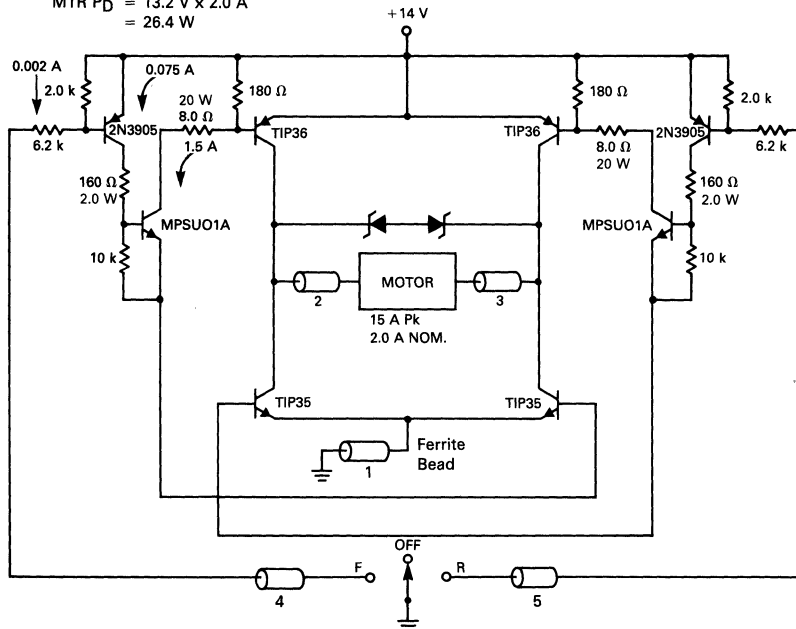 MTR PD = 13.2 V x 2.0 A
= 26.4 W
+14 V
0.002 A
2.0 k
0.075 A
180 Ω
180 Ω
2.0 k
20 W
8.0 Ω
6.2 k
2N3905
1.5 A
TIP36
TIP36
8.0 Ω
20 W
2N3905
6.2 k
160 Ω
2.0 W
160 Ω
2.0 W
MPSUO1A
MPSUO1A
10 k
10 k
2
MOTOR
3
15 A Pk
2.0 A NOM.
TIP35
TIP35
1
Ferrite
Bead
OFF
F
R
4
5